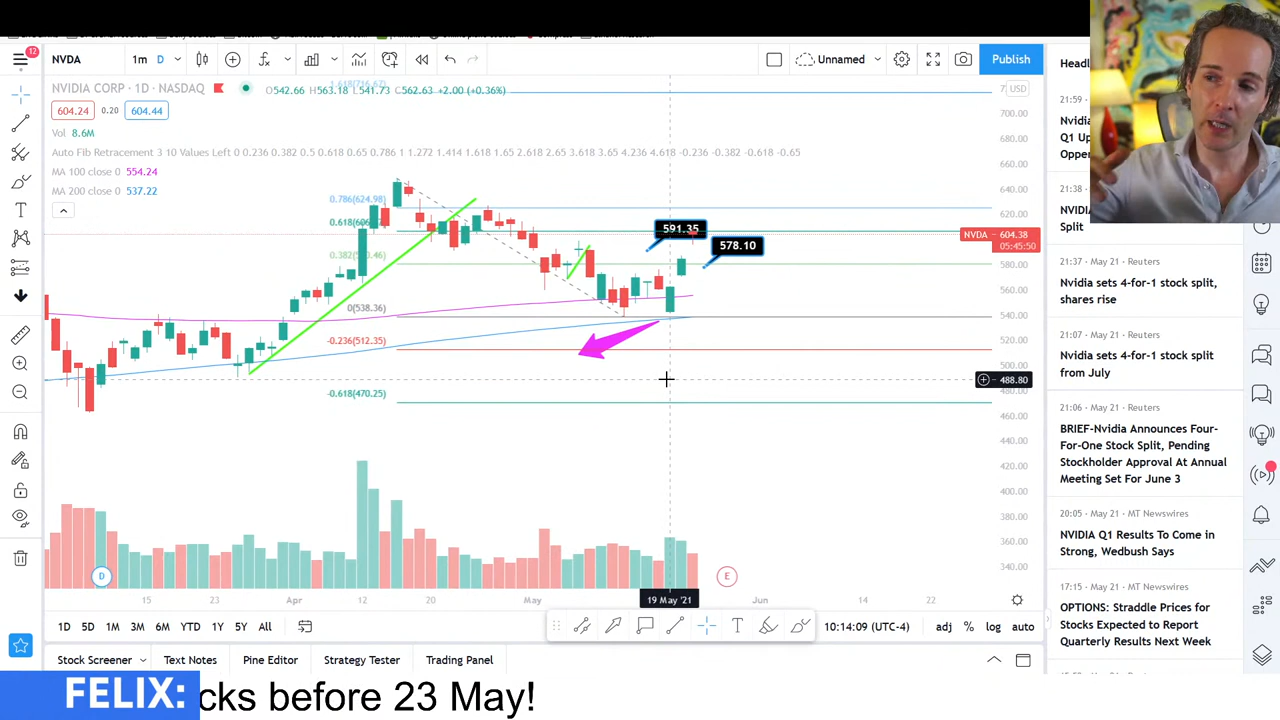 NVDA
1m D
Unnamed
Publish
12
NVIDIA CORP · 1D · NASDAQ
O542.66 H563.18 L541.73 C562.63 +2.00 (+0.36%)
1.618(716.67)
604.24 0.20 604.44
Vol 8.6M
Auto Fib Retracement 3 10 Values Left 0 0.236 0.382 0.5 0.618 0.65 0.786 1 1.272 1.414 1.618 1.65 2.618 2.65 3.618 3.65 4.236 4.618 -0.236 -0.382 -0.618 -0.65
MA 100 close 0 554.24
MA 200 close 0 537.22
0.786(624.98)
0.382(580.46)
0(538.36)
-0.236(512.35)
-0.618(470.25)
591.35
578.10
USD
700.00
680.00
660.00
640.00
620.00
NVDA 604.38
05:45:50
580.00
560.00
540.00
520.00
500.00
488.80
460.00
440.00
420.00
400.00
380.00
360.00
340.00
D
E
15
23
Apr
12
20
May
19 May '21
Jun
14
22
1D 5D 1M 3M 6M YTD 1Y 5Y All
10:14:09 (UTC-4)
adj % log auto
Stock Screener
Text Notes
Pine Editor
Strategy Tester
Trading Panel
Headl
21:59 · May 21 · Reuters
Nvidi
Q1 Up
Oppen
21:38
NVIDI
Split
21:37 · May 21 · Reuters
Nvidia sets 4-for-1 stock split,
shares rise
21:07 · May 21 · Reuters
Nvidia sets 4-for-1 stock split
from July
21:06 · May 21 · Reuters
BRIEF-Nvidia Announces Four-
For-One Stock Split, Pending
Stockholder Approval At Annual
Meeting Set For June 3
20:05 · May 21 · MT Newswires
NVIDIA Q1 Results To Come in
Strong, Wedbush Says
17:15 · May 21 · MT Newswires
OPTIONS: Straddle Prices for
Stocks Expected to Report
Quarterly Results Next Week
FELIX:
cks before 23 May!